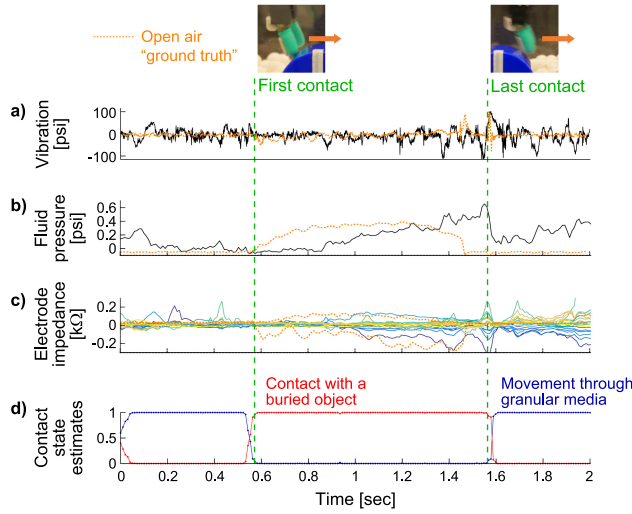 Open air
"ground truth"
First contact
Last contact
a)
Vibration
[psi]
100
0
-100
b)
Fluid
pressure
[psi]
0.6
0.4
0.2
0
c)
Electrode
impedance
[kΩ]
0.2
0
-0.2
Contact with a
buried object
Movement through
granular media
d)
Contact state
estimates
1
0.5
0
0 0.2 0.4 0.6 0.8 1 1.2 1.4 1.6 1.8 2
Time [sec]